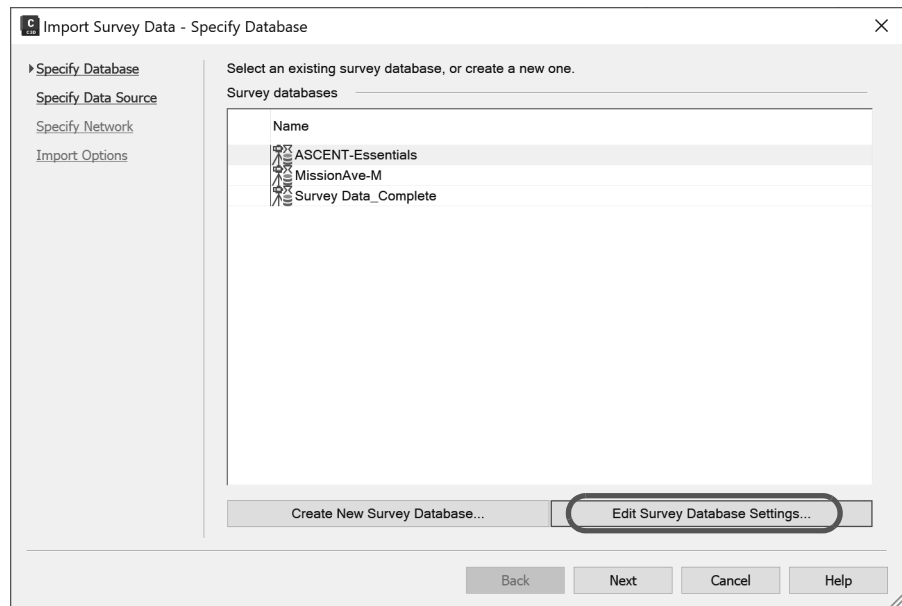 C
C3D
Import Survey Data - Specify Database
Specify Database
Specify Data Source
Specify Network
Import Options
Select an existing survey database, or create a new one.
Survey databases
Name
ASCENT-Essentials
MissionAve-M
Survey Data_Complete
Create New Survey Database...
Edit Survey Database Settings...
Back
Next
Cancel
Help